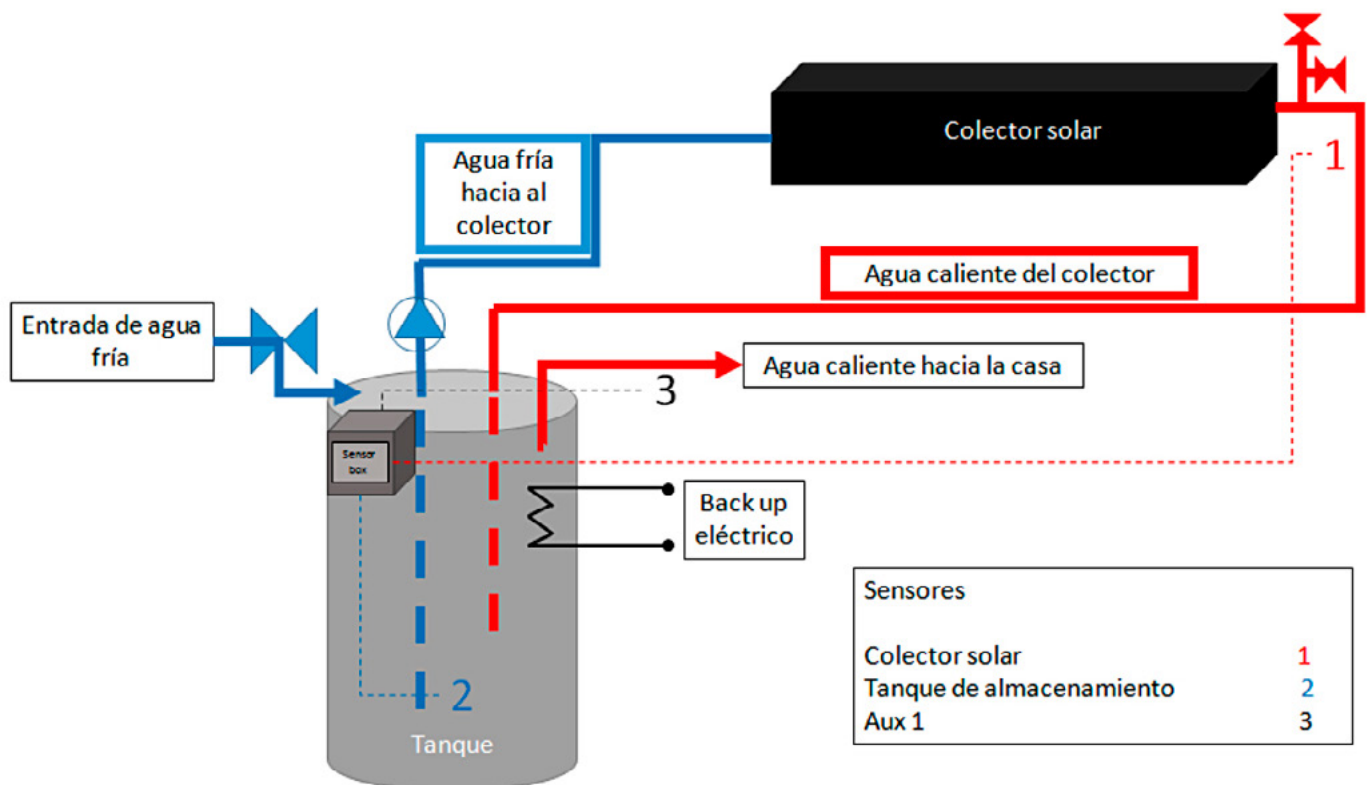 Colector solar
1
Agua fría
hacia al
colector
Agua caliente del colector
Entrada de agua
fría
Agua caliente hacia la casa
3
Sensor
box
Back up
eléctrico
2
Tanque
Sensores
Colector solar 1
Tanque de almacenamiento 2
Aux 1 3